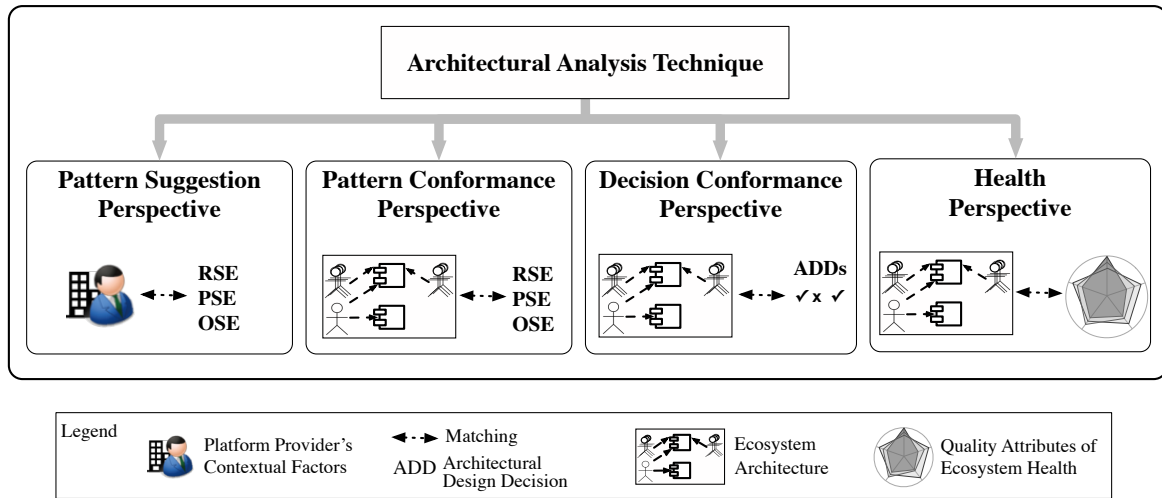 Architectural Analysis Technique
Pattern Suggestion
Perspective
RSE
PSE
OSE
Pattern Conformance
Perspective
RSE
PSE
OSE
Decision Conformance
Perspective
ADDs
✓ x ✓
Health
Perspective
Legend
Platform Provider's
Contextual Factors
Matching
ADD Architectural
Design Decision
Ecosystem
Architecture
Quality Attributes of
Ecosystem Health